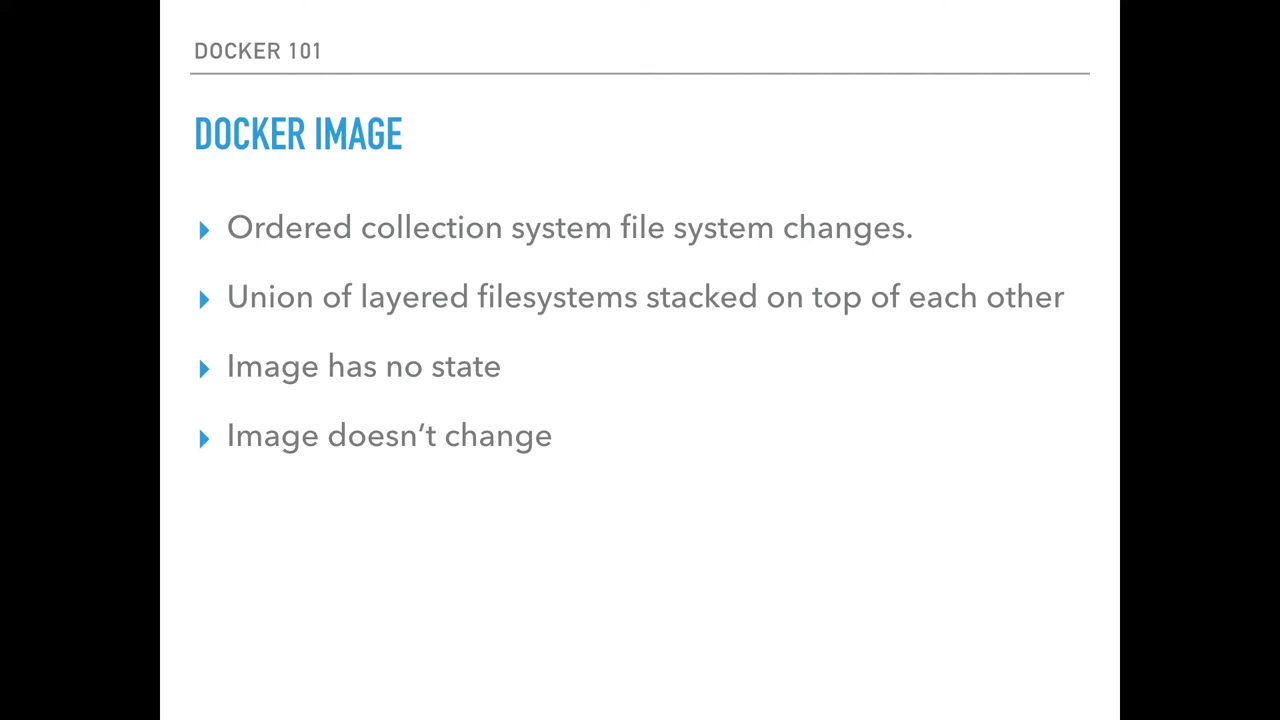 DOCKER 101
DOCKER IMAGE
Ordered collection system file system changes.
Union of layered filesystems stacked on top of each other
Image has no state
Image doesn’t change